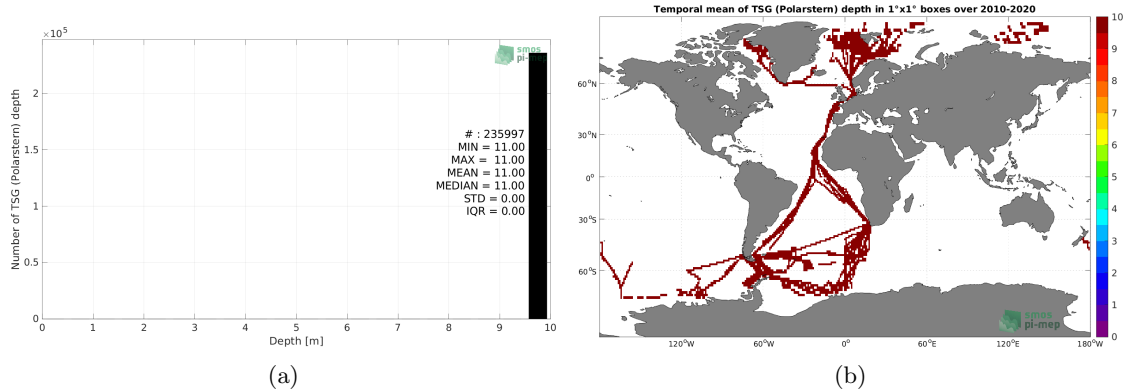 ×10⁵
smos
pi-mep
2
1.5
1
0.5
0
Number of TSG (Polarstern) depth
# : 235997
MIN = 11.00
MAX = 11.00
MEAN = 11.00
MEDIAN = 11.00
STD = 0.00
IQR = 0.00
0 1 2 3 4 5 6 7 8 9 10
Depth [m]
(a)
Temporal mean of TSG (Polarstern) depth in 1°x1° boxes over 2010-2020
60°N
30°N
0°
30°S
60°S
120°W 60°W 0° 60°E 120°E 180°W
smos
pi-mep
10
9
8
7
6
5
4
3
2
1
0
(b)